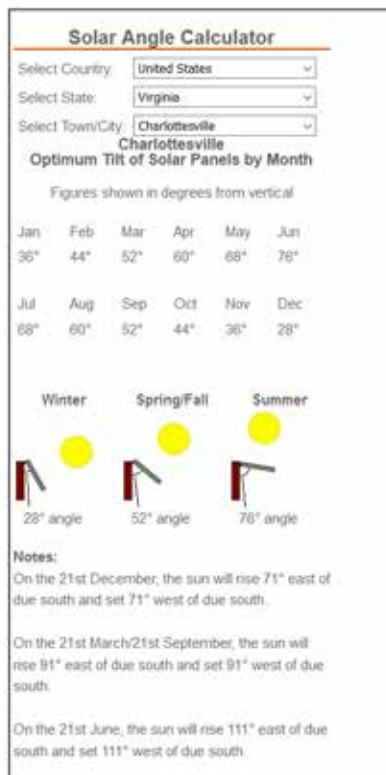 Solar Angle Calculator
Select Country: United States
Select State: Virginia
Select Town/City: Charlottesville
Charlottesville
Optimum Tilt of Solar Panels by Month
Figures shown in degrees from vertical
Jan Feb Mar Apr May Jun
36° 44° 52° 60° 68° 76°
Jul Aug Sep Oct Nov Dec
68° 60° 52° 44° 36° 28°
Winter Spring/Fall Summer
28° angle 52° angle 76° angle
Notes:
On the 21st December, the sun will rise 71° east of
due south and set 71° west of due south.
On the 21st March/21st September, the sun will
rise 91° east of due south and set 91° west of due
south.
On the 21st June, the sun will rise 111° east of due
south and set 111° west of due south.